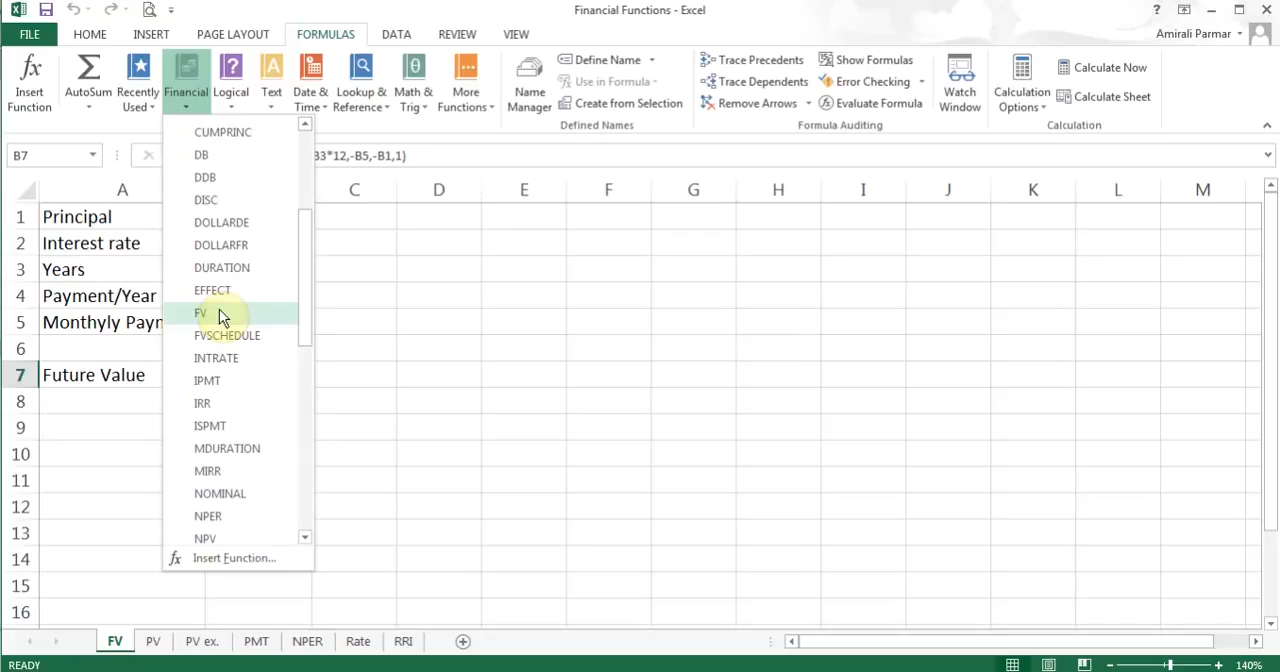 Financial Functions - Excel
?
FILE HOME INSERT PAGE LAYOUT FORMULAS DATA REVIEW VIEW Amirali Parmar
fx Insert Function
Σ AutoSum
Recently Used
Financial
? Logical
A Text
Date & Time
Lookup & Reference
θ Math & Trig
More Functions
Name Manager
Define Name
Use in Formula
Create from Selection
Defined Names
Trace Precedents
Trace Dependents
Remove Arrows
Show Formulas
Error Checking
fx Evaluate Formula
Formula Auditing
Watch Window
Calculation Options
Calculate Now
Calculate Sheet
Calculation
B7 B3*12,-B5,-B1,1)
A C D E F G H I J K L M
1 Principal
2 Interest rate
3 Years
4 Payment/Year
5 Monthyly Payn
6
7 Future Value
8
9
10
11
12
13
14
15
16
CUMPRINC
DB
DDB
DISC
DOLLARDE
DOLLARFR
DURATION
EFFECT
FV
FVSCHEDULE
INTRATE
IPMT
IRR
ISPMT
MDURATION
MIRR
NOMINAL
NPER
NPV
fx Insert Function...
FV PV PV ex. PMT NPER Rate RRI
READY 140%